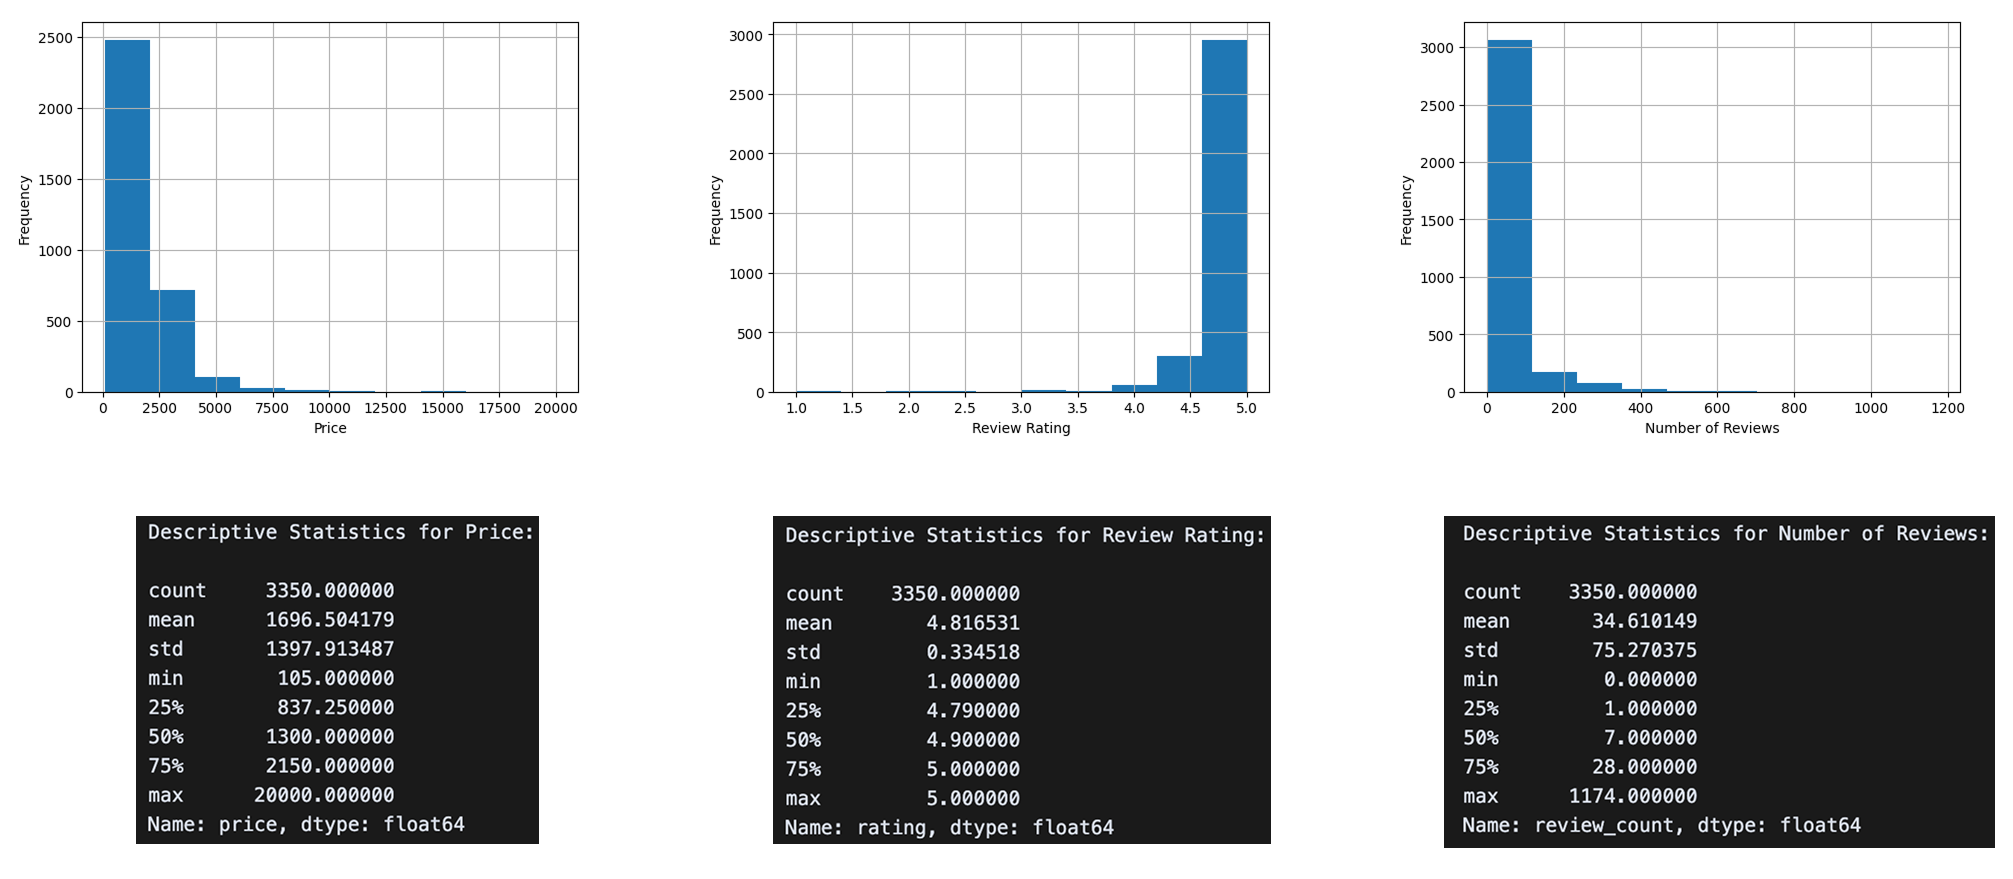 2500
2000
1500
1000
500
0
Frequency
0 2500 5000 7500 10000 12500 15000 17500 20000
Price
3000
2500
2000
1500
1000
500
0
Frequency
1.0 1.5 2.0 2.5 3.0 3.5 4.0 4.5 5.0
Review Rating
3000
2500
2000
1500
1000
500
0
Frequency
0 200 400 600 800 1000 1200
Number of Reviews
Descriptive Statistics for Price:
count 3350.000000
mean 1696.504179
std 1397.913487
min 105.000000
25% 837.250000
50% 1300.000000
75% 2150.000000
max 20000.000000
Name: price, dtype: float64
Descriptive Statistics for Review Rating:
count 3350.000000
mean 4.816531
std 0.334518
min 1.000000
25% 4.790000
50% 4.900000
75% 5.000000
max 5.000000
Name: rating, dtype: float64
Descriptive Statistics for Number of Reviews:
count 3350.000000
mean 34.610149
std 75.270375
min 0.000000
25% 1.000000
50% 7.000000
75% 28.000000
max 1174.000000
Name: review_count, dtype: float64